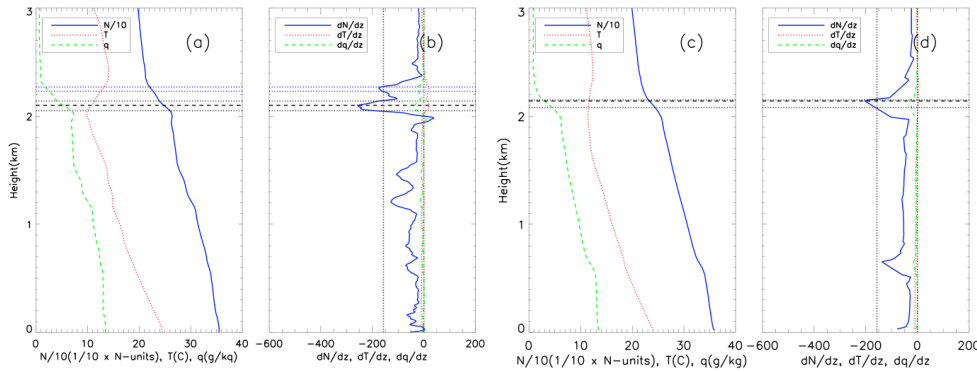 N/10
T
q
(a)
3
2
1
0
Height(km)
0 10 20 30 40
N/10(1/10 x N-units), T(C), q(g/kg)
dN/dz
dT/dz
dq/dz
(b)
-600 -400 -200 0 200
dN/dz, dT/dz, dq/dz
N/10
T
q
(c)
3
2
1
0
Height(km)
0 10 20 30 40
N/10(1/10 x N-units), T(C), q(g/kg)
dN/dz
dT/dz
dq/dz
(d)
-600 -400 -200 0 200
dN/dz, dT/dz, dq/dz